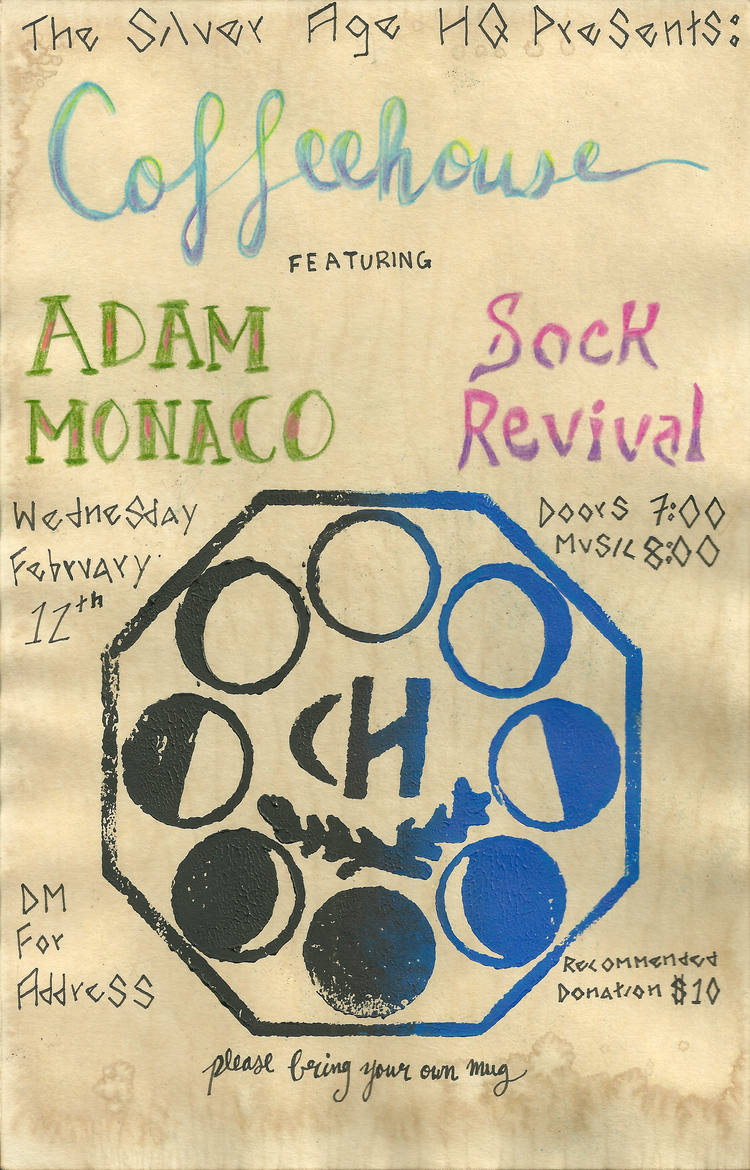 The Silver Age HQ Presents:
Coffeehouse
FEATURING
ADAM
MONACO
Sock
Revival
Wednesday
February
12th
Doors 7:00
Music 8:00
CH
DM
For
Address
Recommended
Donation $10
please bring your own mug